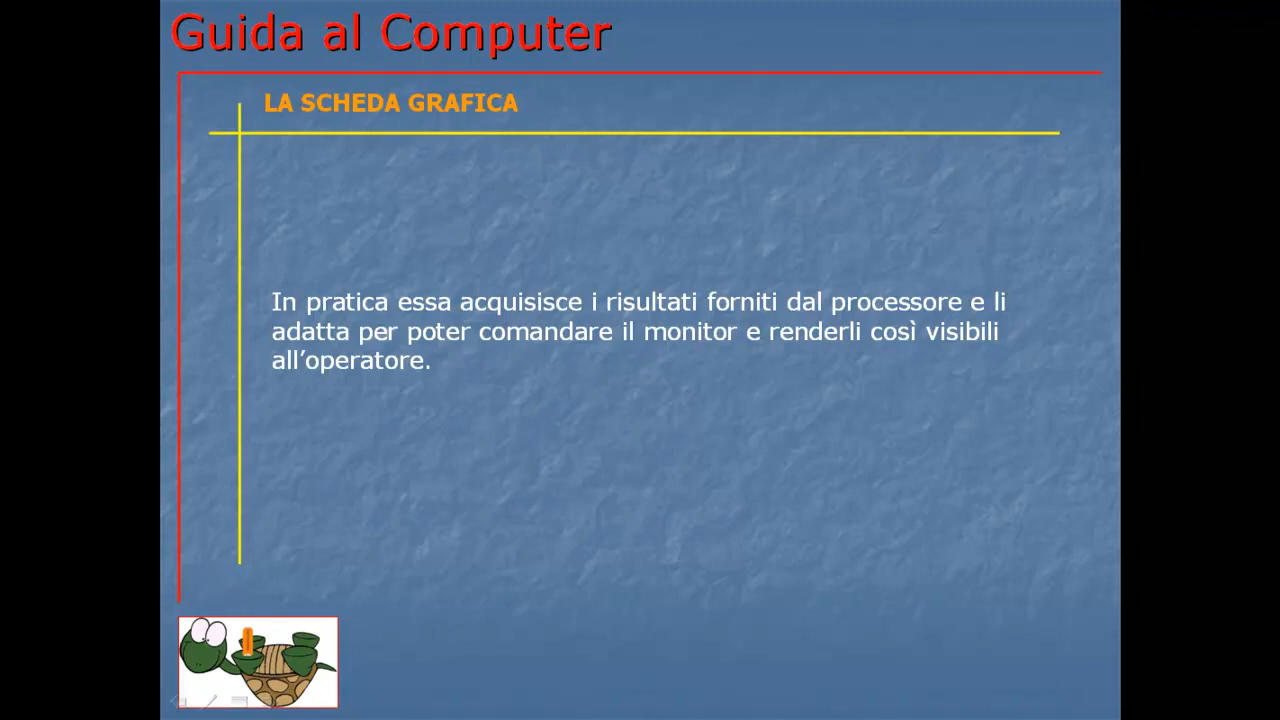 Guida al Computer
LA SCHEDA GRAFICA
In pratica essa acquisisce i risultati forniti dal processore e li
adatta per poter comandare il monitor e renderli così visibili
all’operatore.